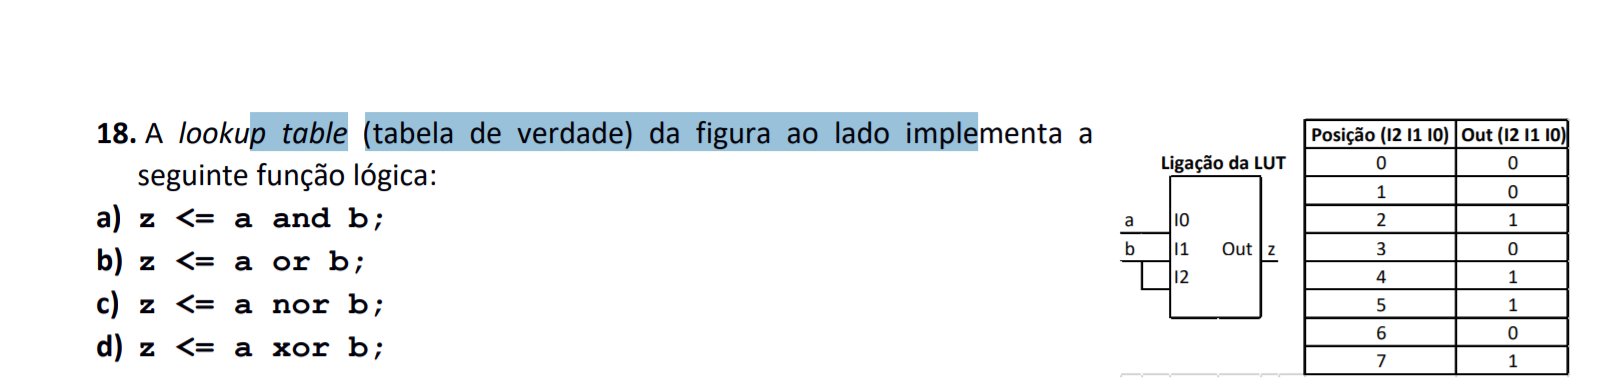 18. A lookup table (tabela de verdade) da figura ao lado implementa a
seguinte função lógica:
a) z <= a and b;
b) z <= a or b;
c) z <= a nor b;
d) z <= a xor b;
Ligação da LUT
a I0
b I1 Out z
I2
Posição (I2 I1 I0) Out (I2 I1 I0)
0 0
1 0
2 1
3 0
4 1
5 1
6 0
7 1